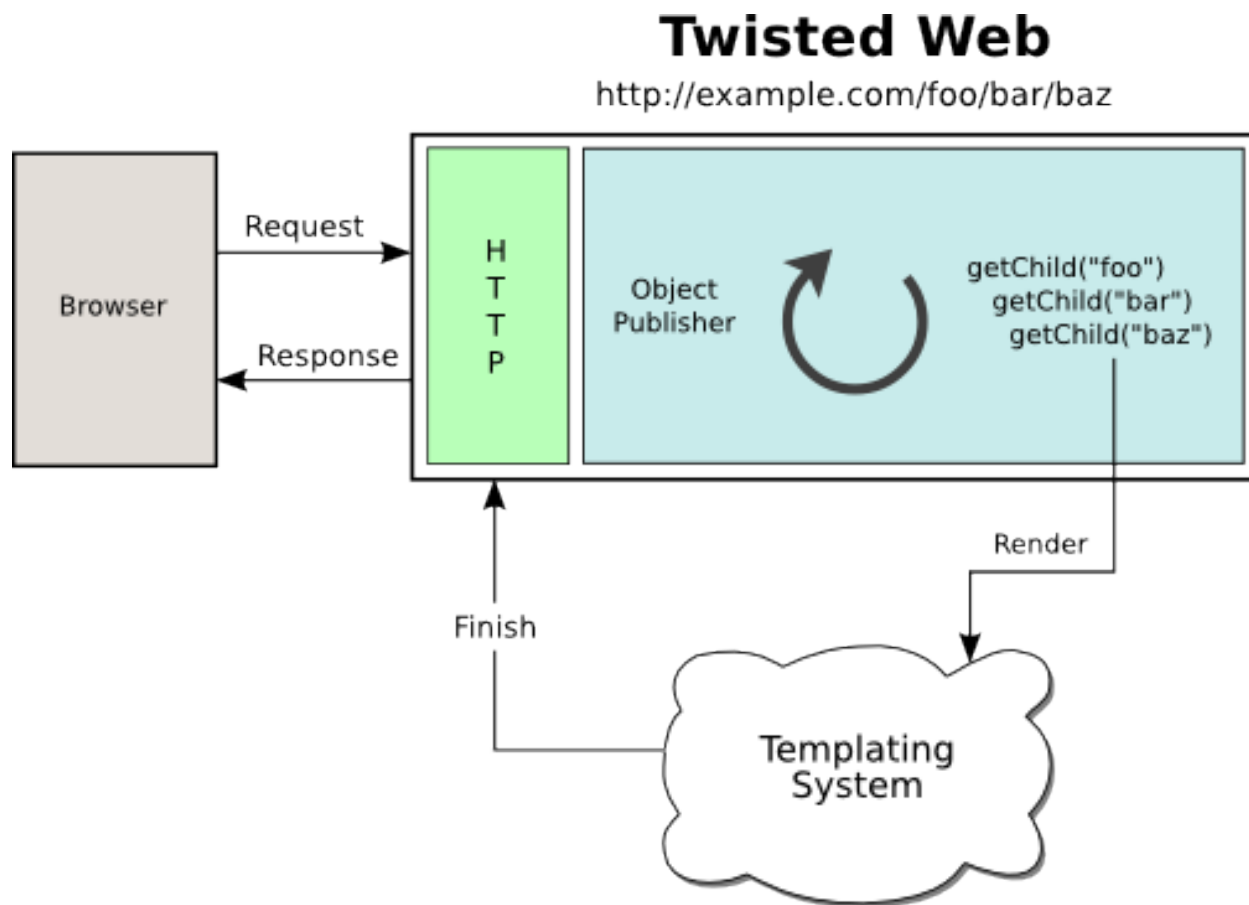 Twisted Web
http://example.com/foo/bar/baz
Browser
Request
Response
H
T
T
P
Object
Publisher
getChild("foo")
getChild("bar")
getChild("baz")
Render
Finish
Templating
System